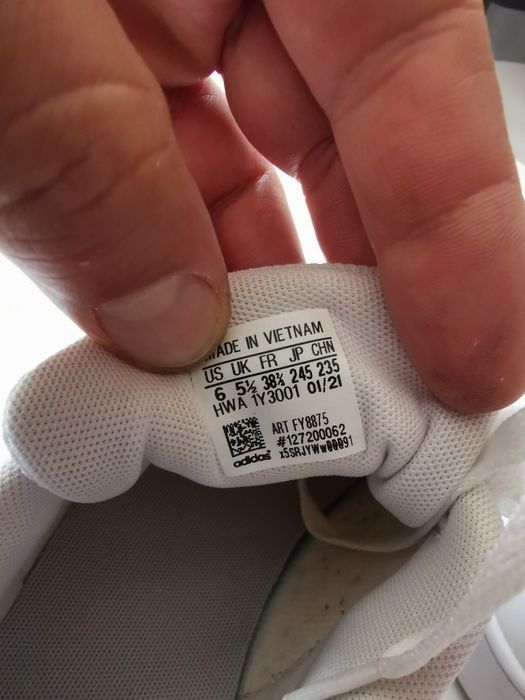 MADE IN VIETNAM
US UK FR JP CHN
6 5½ 38⅔ 245 235
HWA 1Y3001 01/21
ART FY8875
#127200062
adidas